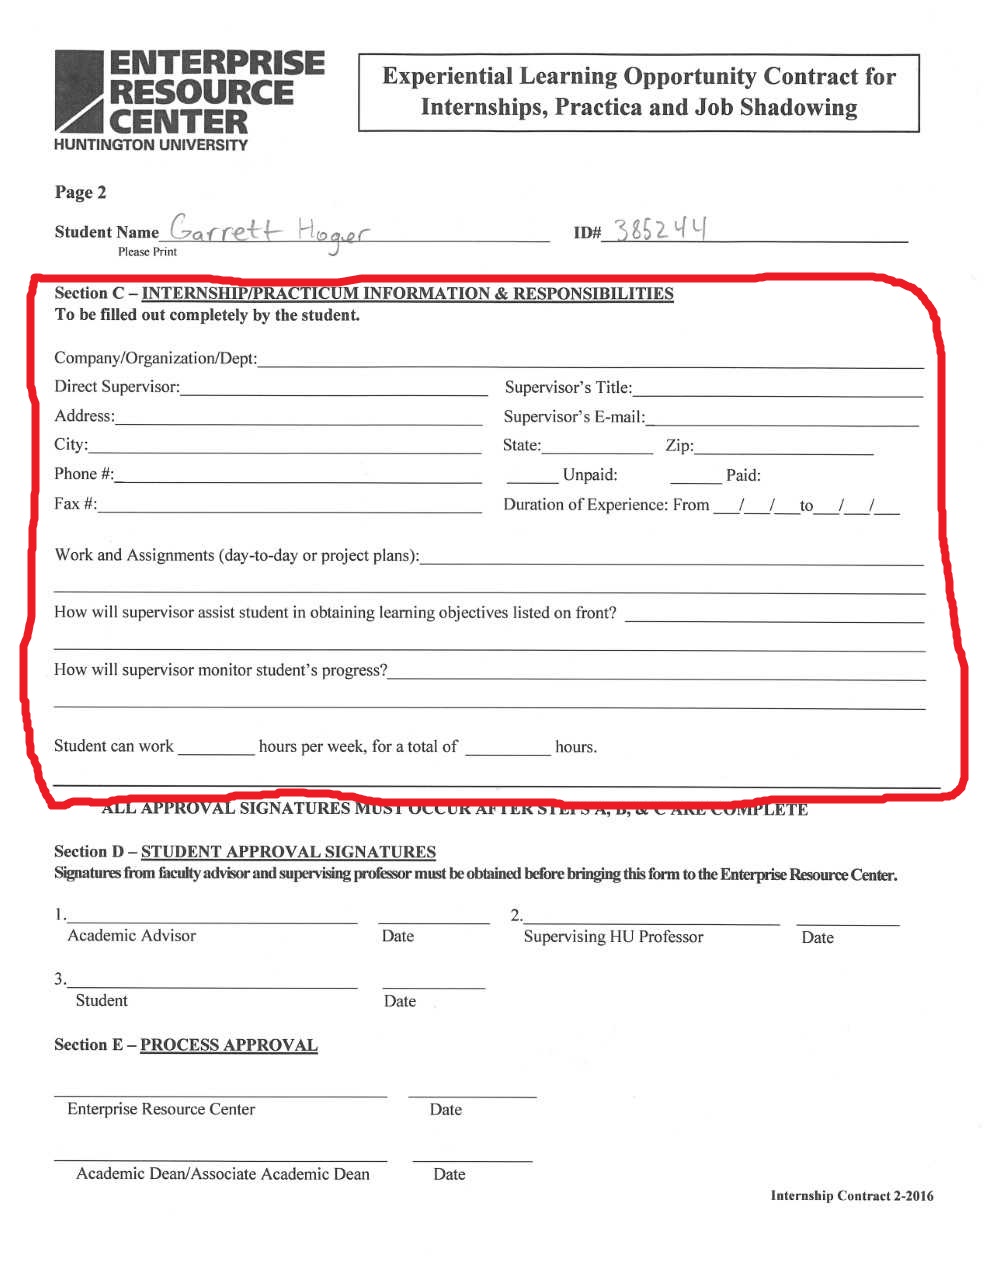 ENTERPRISE
RESOURCE
CENTER
HUNTINGTON UNIVERSITY
Experiential Learning Opportunity Contract for
Internships, Practica and Job Shadowing
Page 2
Student Name Garrett Hoger ID# 385244
Please Print
Section C – INTERNSHIP/PRACTICUM INFORMATION & RESPONSIBILITIES
To be filled out completely by the student.
Company/Organization/Dept:
Direct Supervisor: Supervisor's Title:
Address: Supervisor's E-mail:
City: State: Zip:
Phone #: Unpaid: Paid:
Fax #: Duration of Experience: From / / to / /
Work and Assignments (day-to-day or project plans):
How will supervisor assist student in obtaining learning objectives listed on front?
How will supervisor monitor student's progress?
Student can work hours per week, for a total of hours.
ALL APPROVAL SIGNATURES MUST OCCUR AFTER STEPS A, B, & C ARE COMPLETE
Section D – STUDENT APPROVAL SIGNATURES
Signatures from faculty advisor and supervising professor must be obtained before bringing this form to the Enterprise Resource Center.
1. 2.
Academic Advisor Date Supervising HU Professor Date
3.
Student Date
Section E – PROCESS APPROVAL
Enterprise Resource Center Date
Academic Dean/Associate Academic Dean Date
Internship Contract 2-2016